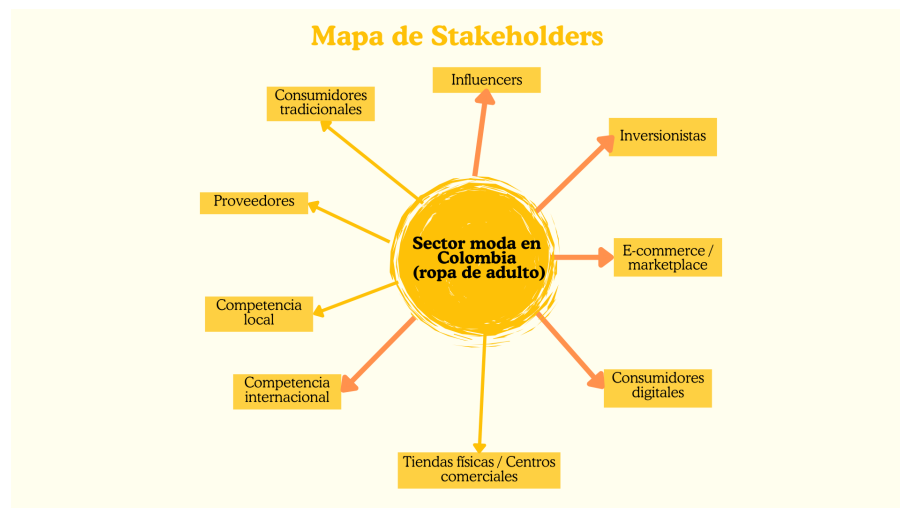 Mapa de Stakeholders
Influencers
Consumidores
tradicionales
Inversionistas
Proveedores
Sector moda en
Colombia
(ropa de adulto)
E-commerce /
marketplace
Competencia
local
Competencia
internacional
Consumidores
digitales
Tiendas físicas / Centros
comerciales